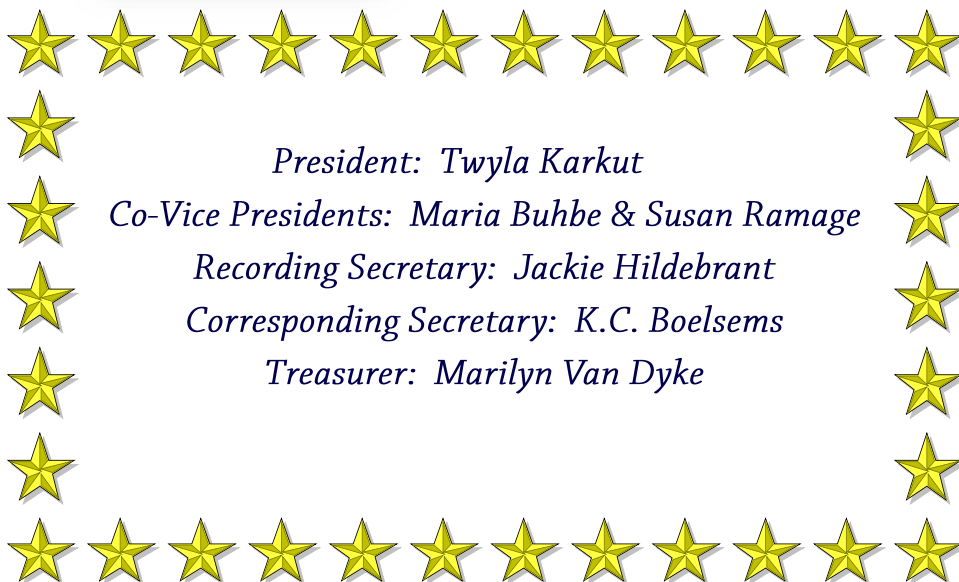 President: Twyla Karkut
Co-Vice Presidents: Maria Buhbe & Susan Ramage
Recording Secretary: Jackie Hildebrant
Corresponding Secretary: K.C. Boelsems
Treasurer: Marilyn Van Dyke